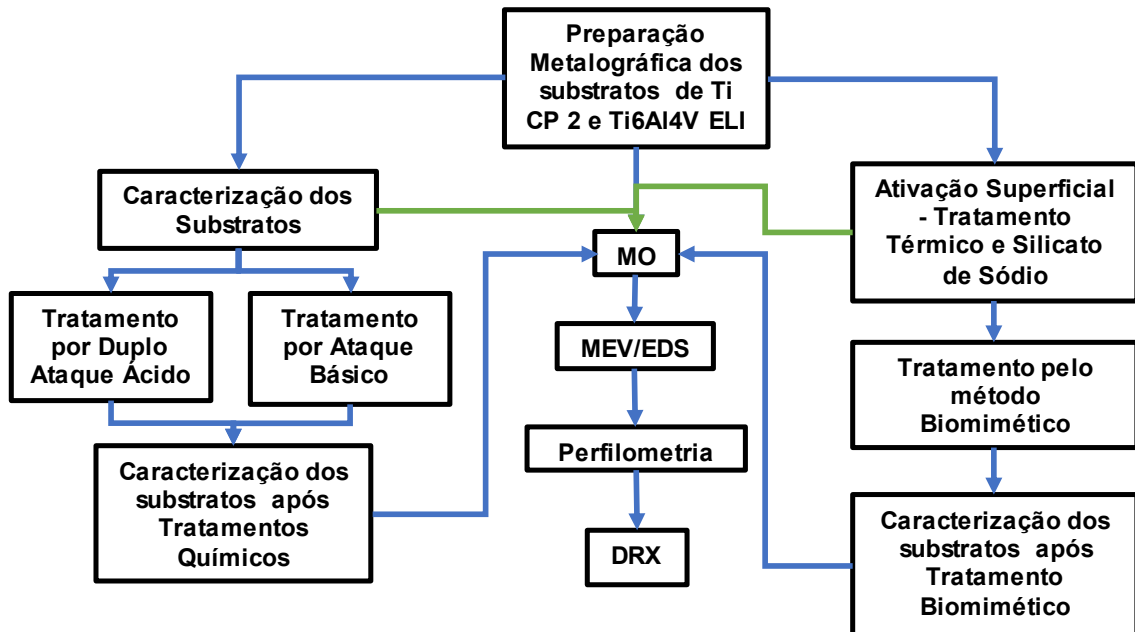 Preparação
Metalográfica dos
substratos de Ti
CP 2 e Ti6Al4V ELI
Caracterização dos
Substratos
Tratamento
por Duplo
Ataque Ácido
Tratamento
por Ataque
Básico
Caracterização dos
substratos após
Tratamentos
Químicos
MO
MEV/EDS
Perfilometria
DRX
Ativação Superficial
- Tratamento
Térmico e Silicato
de Sódio
Tratamento pelo
método
Biomimético
Caracterização dos
substratos após
Tratamento
Biomimético